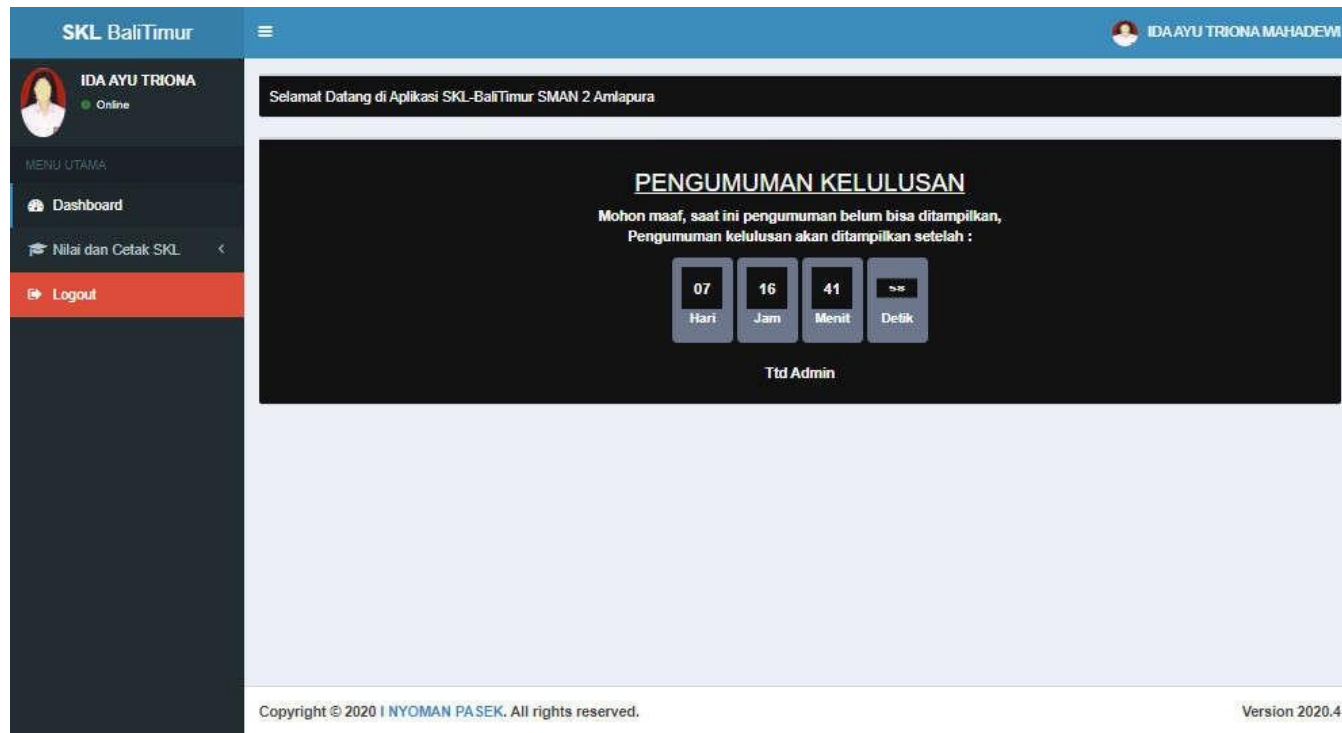 SKL BaliTimur
IDA AYU TRIONA MAHADEWI
IDA AYU TRIONA
Online
MENU UTAMA
Dashboard
Nilai dan Cetak SKL
Logout
Selamat Datang di Aplikasi SKL-BaliTimur SMAN 2 Amlapura
PENGUMUMAN KELULUSAN
Mohon maaf, saat ini pengumuman belum bisa ditampilkan,
Pengumuman kelulusan akan ditampilkan setelah :
07 16 41 58
Hari Jam Menit Detik
Ttd Admin
Copyright © 2020 I NYOMAN PASEK. All rights reserved.
Version 2020.4